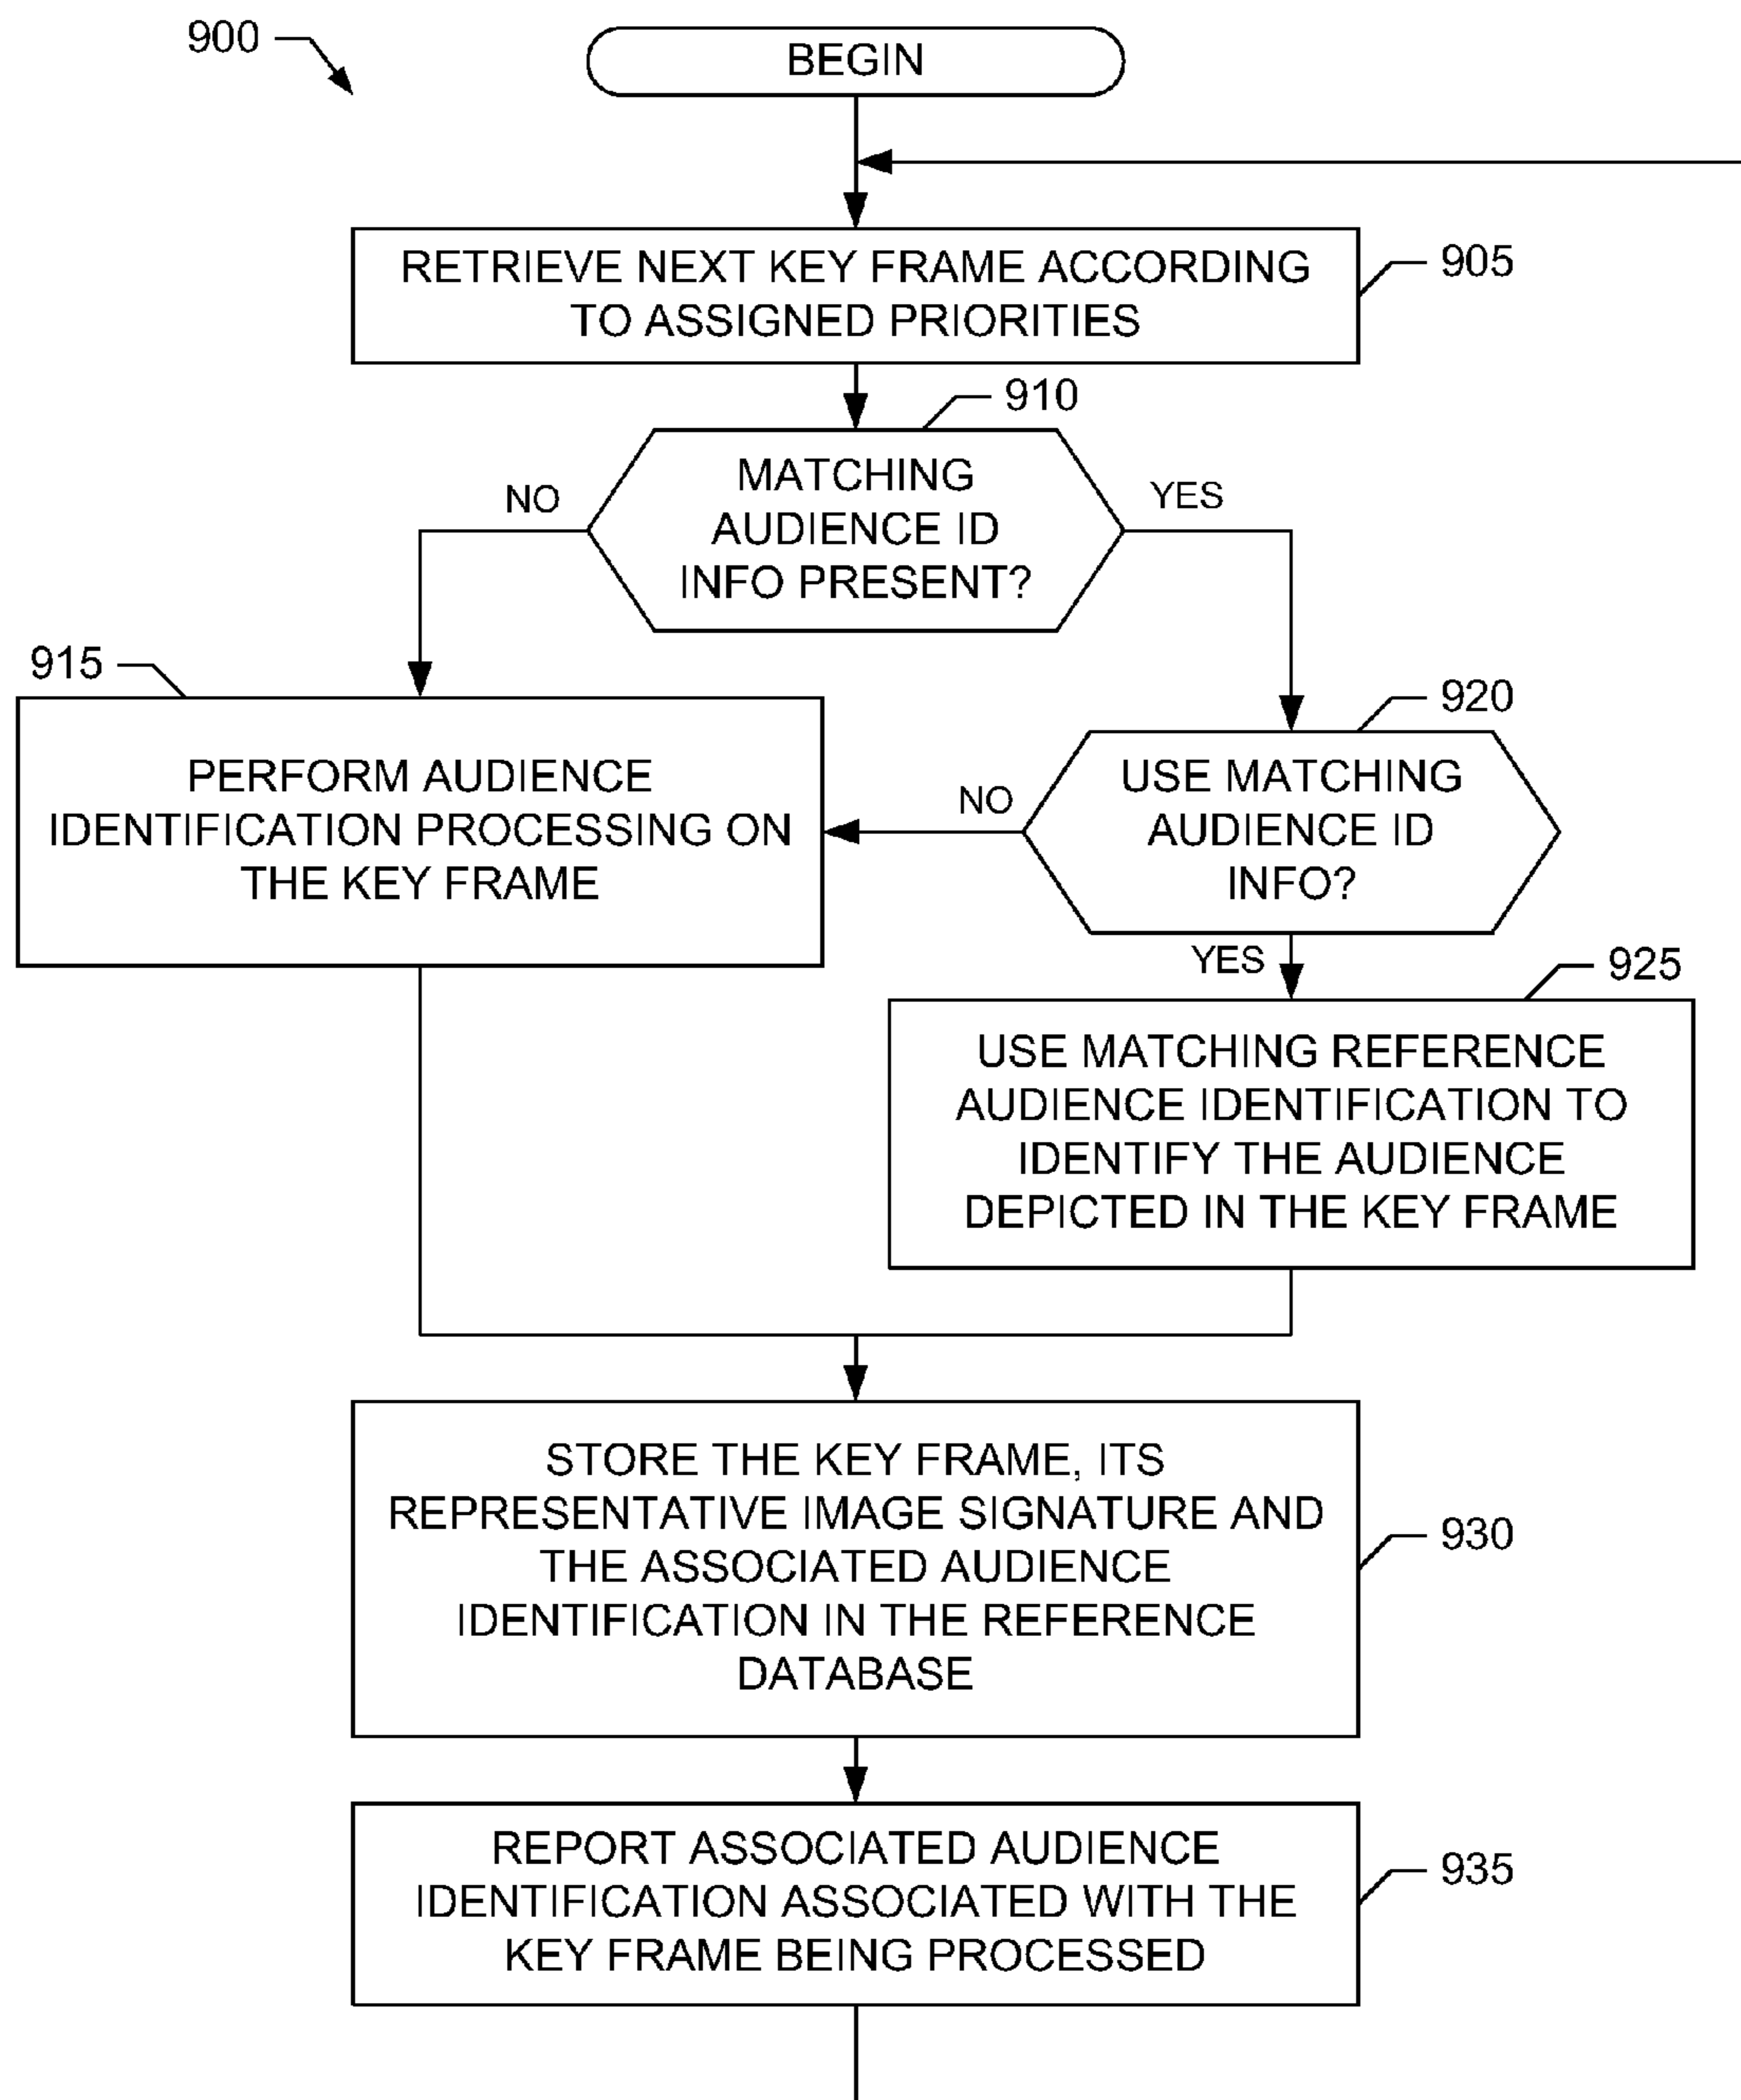 900
BEGIN
RETRIEVE NEXT KEY FRAME ACCORDING
TO ASSIGNED PRIORITIES
905
910
MATCHING
AUDIENCE ID
INFO PRESENT?
NO
YES
915
PERFORM AUDIENCE
IDENTIFICATION PROCESSING ON
THE KEY FRAME
920
USE MATCHING
AUDIENCE ID
INFO?
NO
YES
925
USE MATCHING REFERENCE
AUDIENCE IDENTIFICATION TO
IDENTIFY THE AUDIENCE
DEPICTED IN THE KEY FRAME
STORE THE KEY FRAME, ITS
REPRESENTATIVE IMAGE SIGNATURE AND
THE ASSOCIATED AUDIENCE
IDENTIFICATION IN THE REFERENCE
DATABASE
930
REPORT ASSOCIATED AUDIENCE
IDENTIFICATION ASSOCIATED WITH THE
KEY FRAME BEING PROCESSED
935